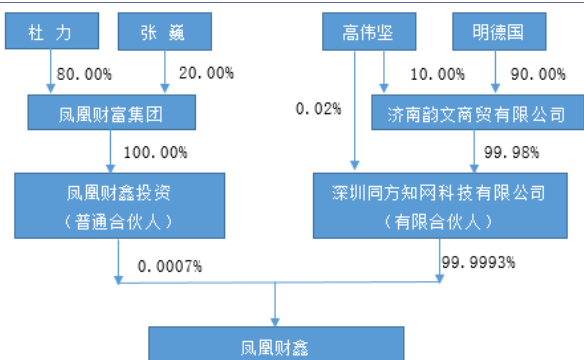 杜 力
张 巍
高伟坚
明德国
80.00%
20.00%
10.00%
90.00%
0.02%
凤凰财富集团
济南韵文商贸有限公司
100.00%
99.98%
凤凰财鑫投资
（普通合伙人）
深圳同方知网科技有限公司
（有限合伙人）
0.0007%
99.9993%
凤凰财鑫